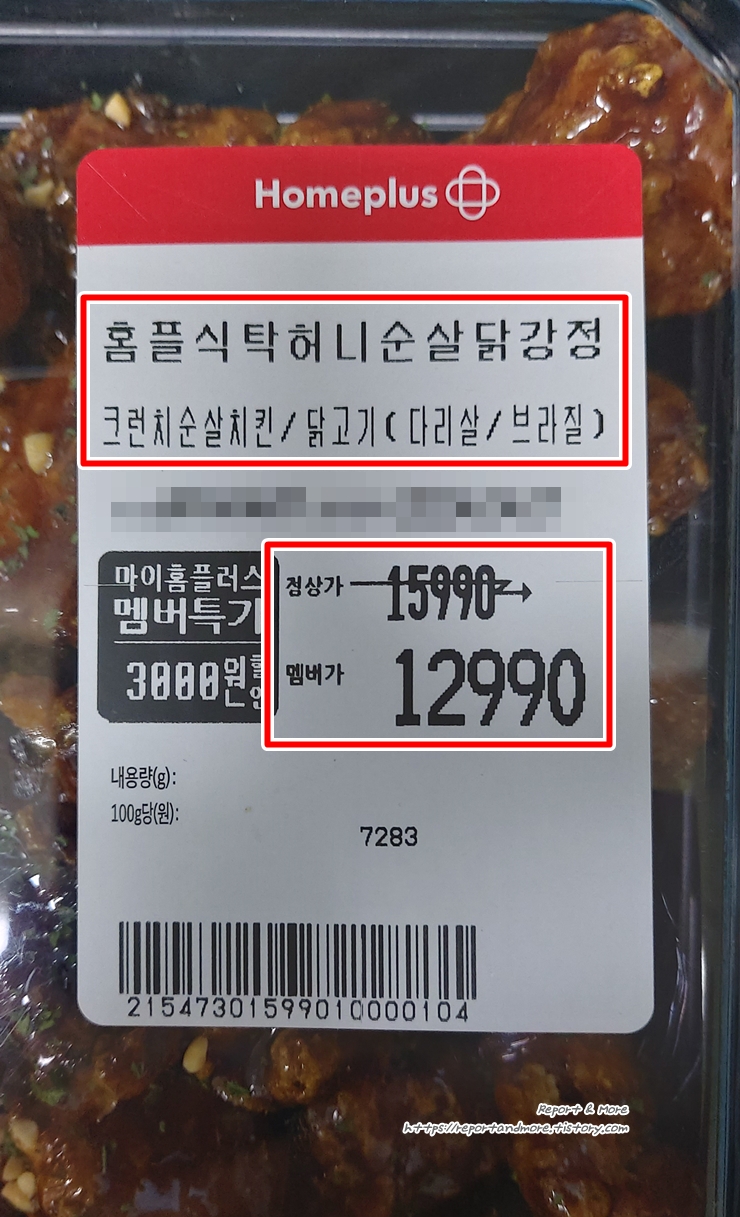 Homeplus
홈플식탁허니순살닭강정
크런치순살치킨/닭고기(다리살/브라질)
마이홈플러스
멤버특가
3000원할인
정상가 15990
멤버가 12990
내용량(g):
100g당(원):
7283
21547301599010000104
Report & More
https://reportandmore.tistory.com